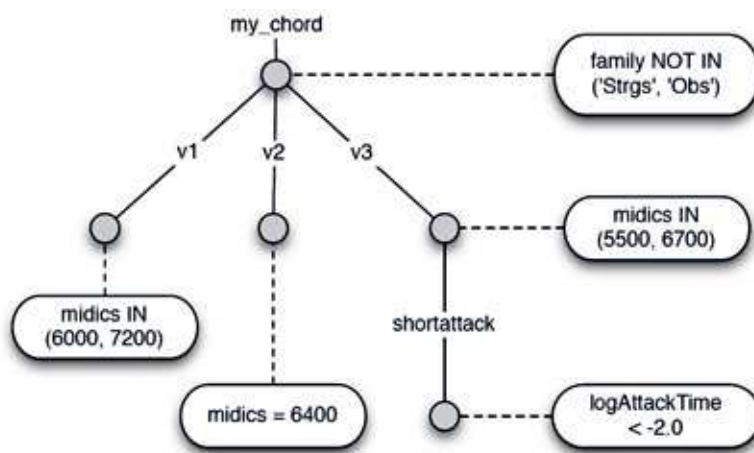 my_chord
family NOT IN
('Strgs', 'Obs')
v1
v2
v3
midics IN
(5500, 6700)
midics IN
(6000, 7200)
shortattack
midics = 6400
logAttackTime
< -2.0